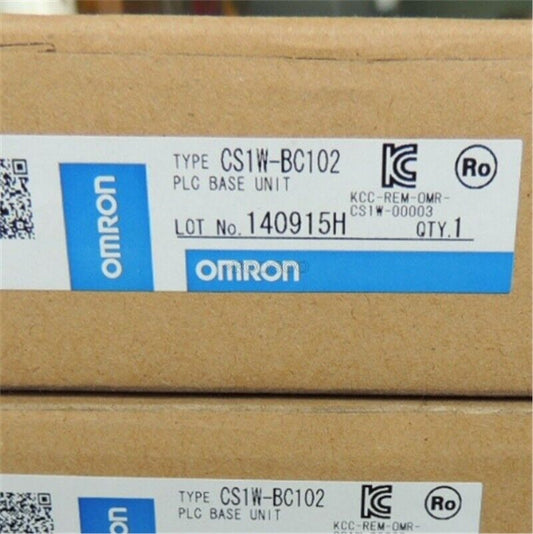 TYPE CS1W-BC102
PLC BASE UNIT
KC
Ro
KCC-REM-OMR-
CS1W-00003
LOT No. 140915H QTY.1
OMRON
OMRON
TYPE CS1W-BC102
PLC BASE UNIT
KC
Ro
KCC-REM-OMR-
OMRON